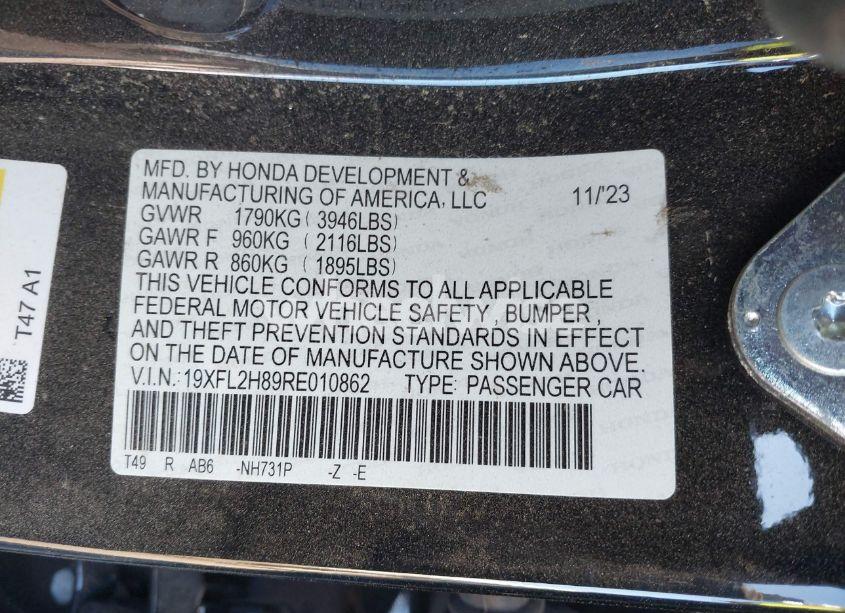 MFD. BY HONDA DEVELOPMENT &
MANUFACTURING OF AMERICA, LLC 11/'23
GVWR 1790KG ( 3946LBS)
GAWR F 960KG ( 2116LBS)
GAWR R 860KG ( 1895LBS)
THIS VEHICLE CONFORMS TO ALL APPLICABLE
FEDERAL MOTOR VEHICLE SAFETY, BUMPER,
AND THEFT PREVENTION STANDARDS IN EFFECT
ON THE DATE OF MANUFACTURE SHOWN ABOVE.
V.I.N.: 19XFL2H89RE010862 TYPE: PASSENGER CAR
T49 R AB6 -NH731P -Z -E
T47 A1